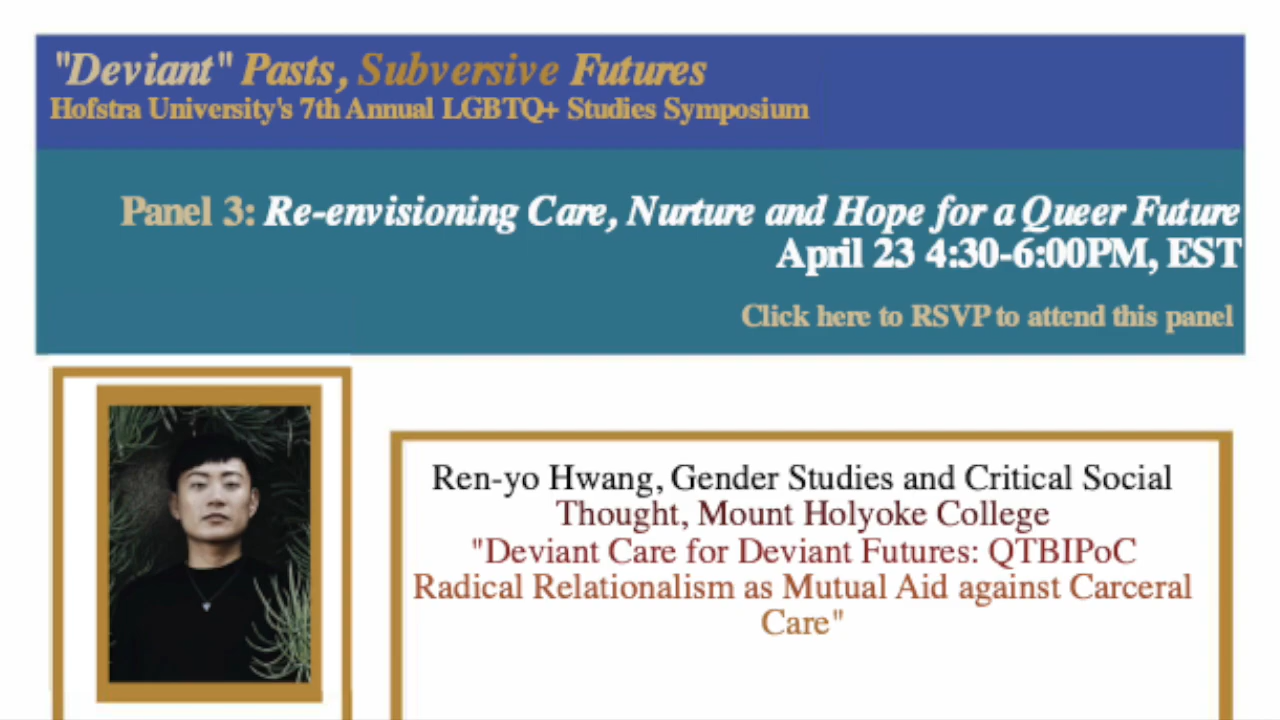 "Deviant" Pasts, Subversive Futures
Hofstra University's 7th Annual LGBTQ+ Studies Symposium
Panel 3: Re-envisioning Care, Nurture and Hope for a Queer Future
April 23 4:30-6:00PM, EST
Click here to RSVP to attend this panel
Ren-yo Hwang, Gender Studies and Critical Social
Thought, Mount Holyoke College
"Deviant Care for Deviant Futures: QTBIPoC
Radical Relationalism as Mutual Aid against Carceral
Care"